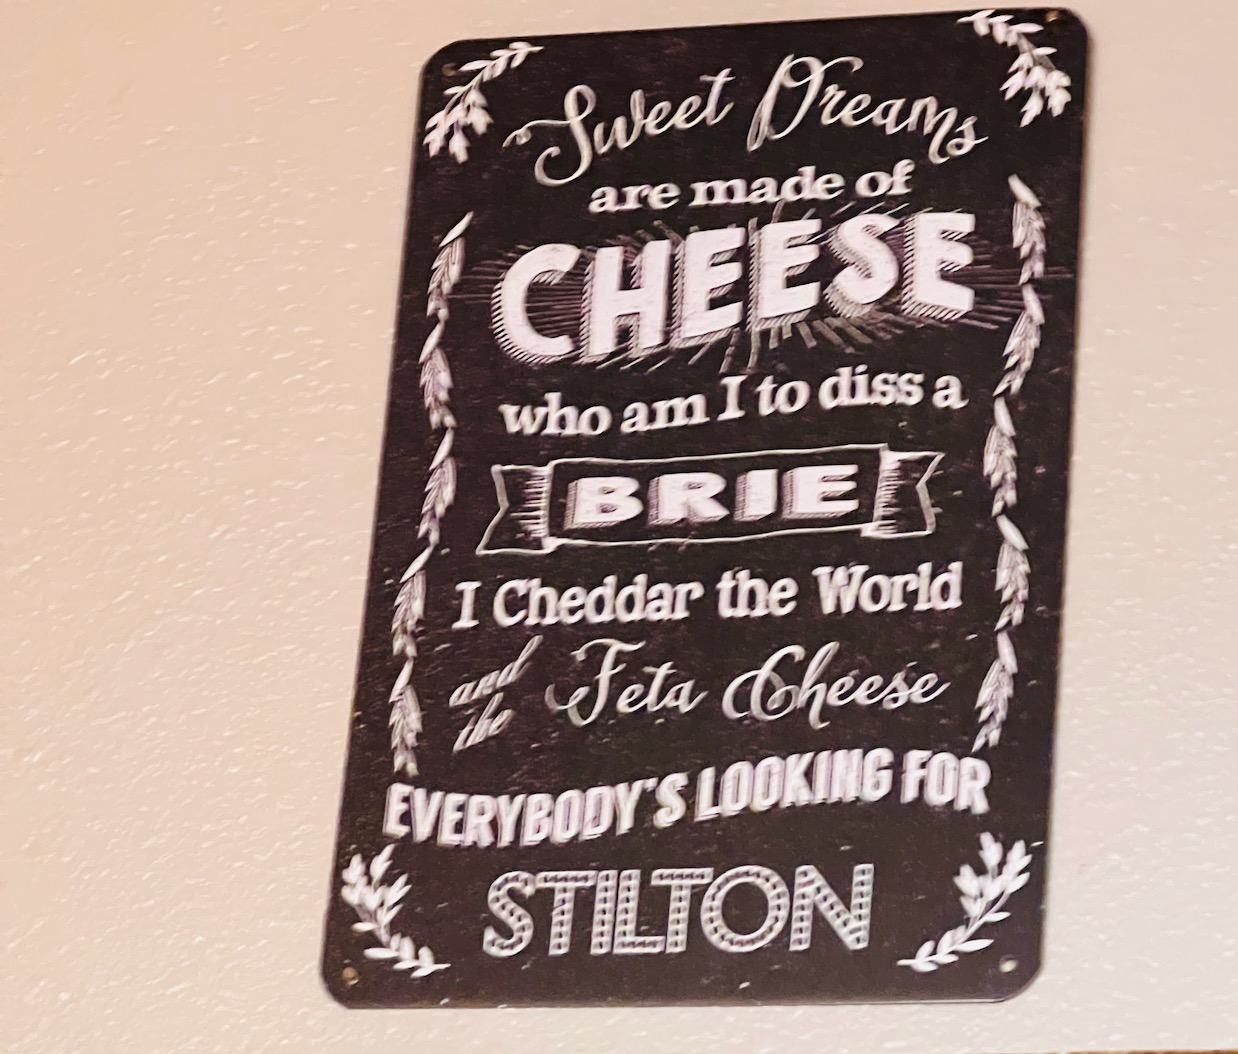 Sweet Dreams
are made of
CHEESE
who am I to diss a
BRIE
I Cheddar the World
and the Feta Cheese
EVERYBODY'S LOOKING FOR
STILTON